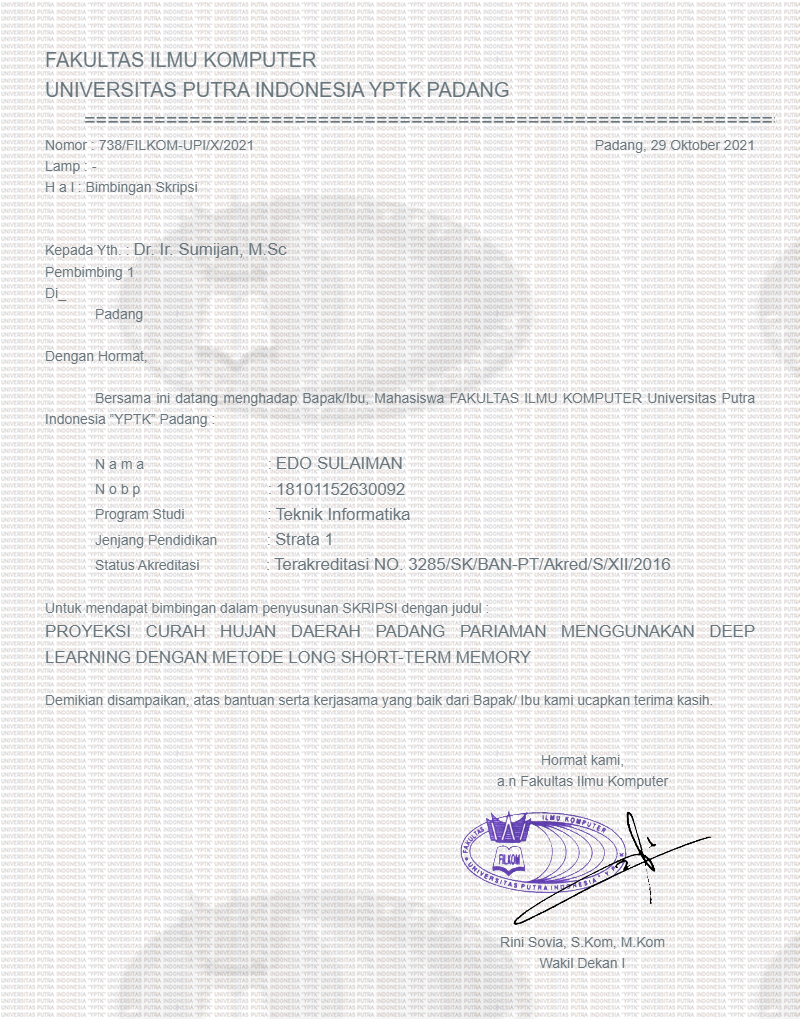 FAKULTAS ILMU KOMPUTER
UNIVERSITAS PUTRA INDONESIA YPTK PADANG
===========================================================
Nomor : 738/FILKOM-UPI/X/2021 Padang, 29 Oktober 2021
Lamp : -
H a l : Bimbingan Skripsi
Kepada Yth. : Dr. Ir. Sumijan, M.Sc
Pembimbing 1
Di_
Padang
Dengan Hormat,
Bersama ini datang menghadap Bapak/Ibu, Mahasiswa FAKULTAS ILMU KOMPUTER Universitas Putra
Indonesia "YPTK" Padang :
N a m a : EDO SULAIMAN
N o b p : 18101152630092
Program Studi : Teknik Informatika
Jenjang Pendidikan : Strata 1
Status Akreditasi : Terakreditasi NO. 3285/SK/BAN-PT/Akred/S/XII/2016
Untuk mendapat bimbingan dalam penyusunan SKRIPSI dengan judul :
PROYEKSI CURAH HUJAN DAERAH PADANG PARIAMAN MENGGUNAKAN DEEP
LEARNING DENGAN METODE LONG SHORT-TERM MEMORY
Demikian disampaikan, atas bantuan serta kerjasama yang baik dari Bapak/ Ibu kami ucapkan terima kasih.
Hormat kami,
a.n Fakultas Ilmu Komputer
FAKULTAS ILMU KOMPUTER
FILKOM
UNIVERSITAS PUTRA INDONESIA " Y P T K "
Rini Sovia, S.Kom, M.Kom
Wakil Dekan I